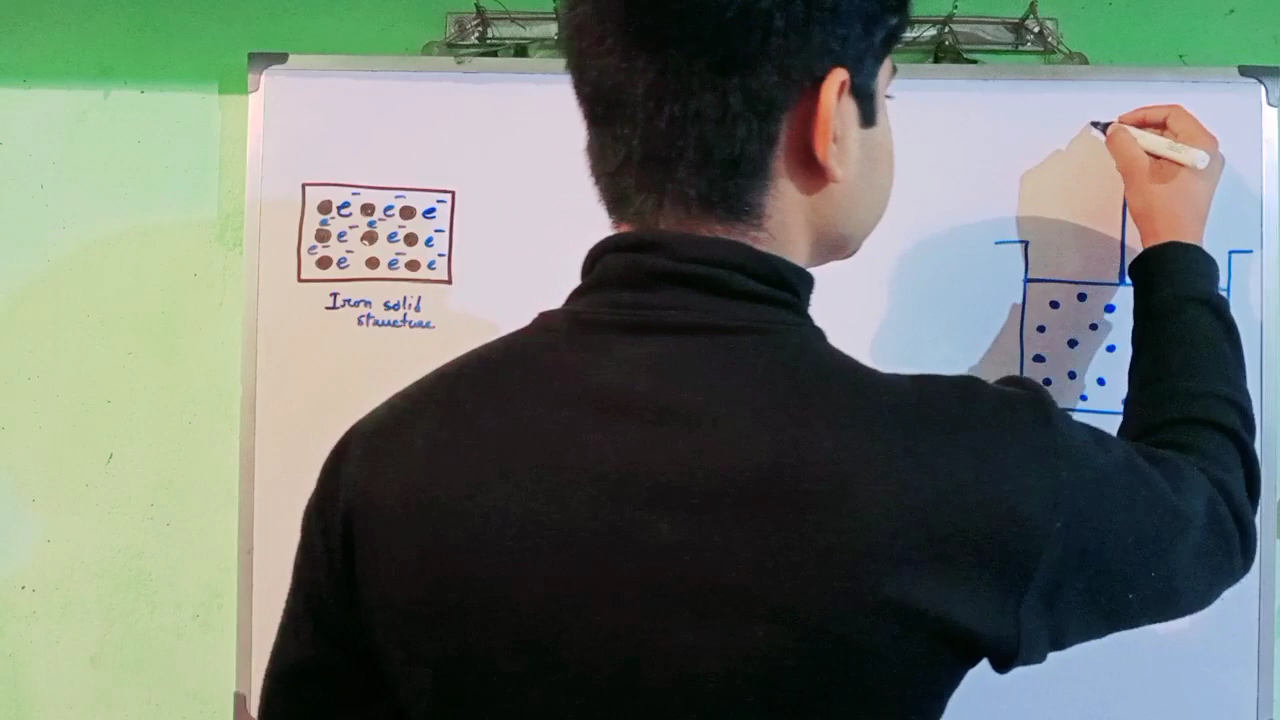 e⁻ e⁻ e⁻
e⁻ e⁻
e⁻ e⁻ e⁻
e⁻
e⁻ e⁻ e⁻
Iron solid
structure